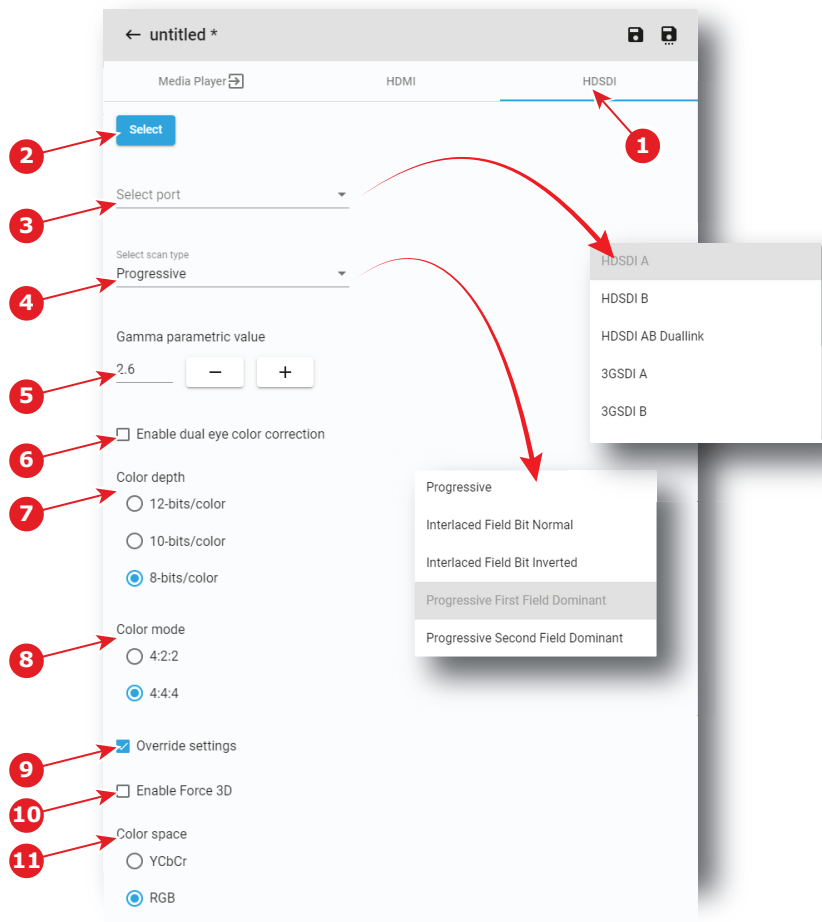 untitled *
Media Player
HDMI
HDSDI
1
Select
2
Select port
3
Select scan type
Progressive
4
HDSDI A
HDSDI B
HDSDI AB Duallink
3GSDI A
3GSDI B
Gamma parametric value
2.6
−
+
5
Enable dual eye color correction
6
Color depth
7
12-bits/color
10-bits/color
8-bits/color
Progressive
Interlaced Field Bit Normal
Interlaced Field Bit Inverted
Progressive First Field Dominant
Progressive Second Field Dominant
Color mode
8
4:2:2
4:4:4
Override settings
9
Enable Force 3D
10
Color space
11
YCbCr
RGB